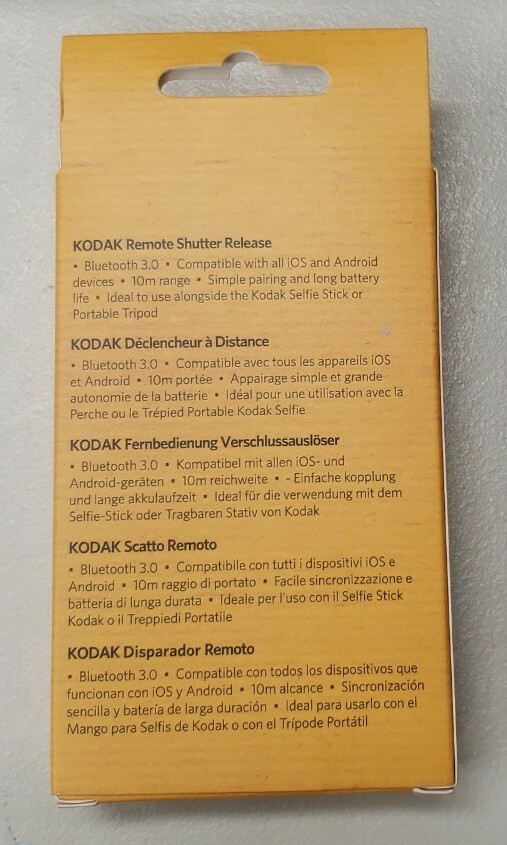 KODAK Remote Shutter Release
• Bluetooth 3.0 • Compatible with all iOS and Android
devices • 10m range • Simple pairing and long battery
life • Ideal to use alongside the Kodak Selfie Stick or
Portable Tripod
KODAK Déclencheur à Distance
• Bluetooth 3.0 • Compatible avec tous les appareils iOS
et Android • 10m portée • Appairage simple et grande
autonomie de la batterie • Idéal pour une utilisation avec la
Perche ou le Trépied Portable Kodak Selfie
KODAK Fernbedienung Verschlussauslöser
• Bluetooth 3.0 • Kompatibel mit allen iOS- und
Android-geräten • 10m reichweite • - Einfache kopplung
und lange akkulaufzeit • Ideal für die verwendung mit dem
Selfie-Stick oder Tragbaren Stativ von Kodak
KODAK Scatto Remoto
• Bluetooth 3.0 • Compatibile con tutti i dispositivi iOS e
Android • 10m raggio di portato • Facile sincronizzazione e
batteria di lunga durata • Ideale per l'uso con il Selfie Stick
Kodak o il Treppiedi Portatile
KODAK Disparador Remoto
• Bluetooth 3.0 • Compatible con todos los dispositivos que
funcionan con iOS y Android • 10m alcance • Sincronización
sencilla y batería de larga duración • Ideal para usarlo con el
Mango para Selfis de Kodak o con el Trípode Portátil